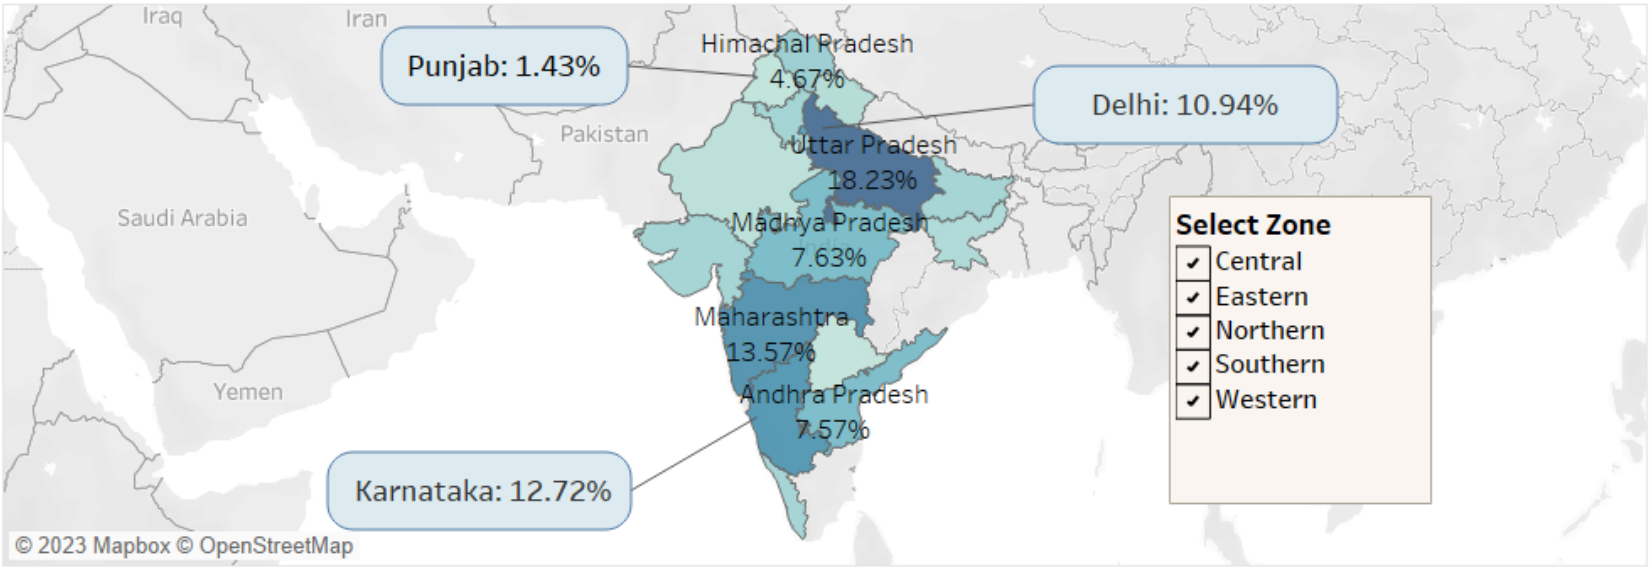 Iraq
Iran
Punjab: 1.43%
Himachal Pradesh
4.67%
Delhi: 10.94%
Pakistan
Uttar Pradesh
18.23%
Saudi Arabia
Madhya Pradesh
India
7.63%
Select Zone
Central
Eastern
Northern
Southern
Western
Maharashtra
13.57%
Yemen
Andhra Pradesh
7.57%
Karnataka: 12.72%
© 2023 Mapbox © OpenStreetMap